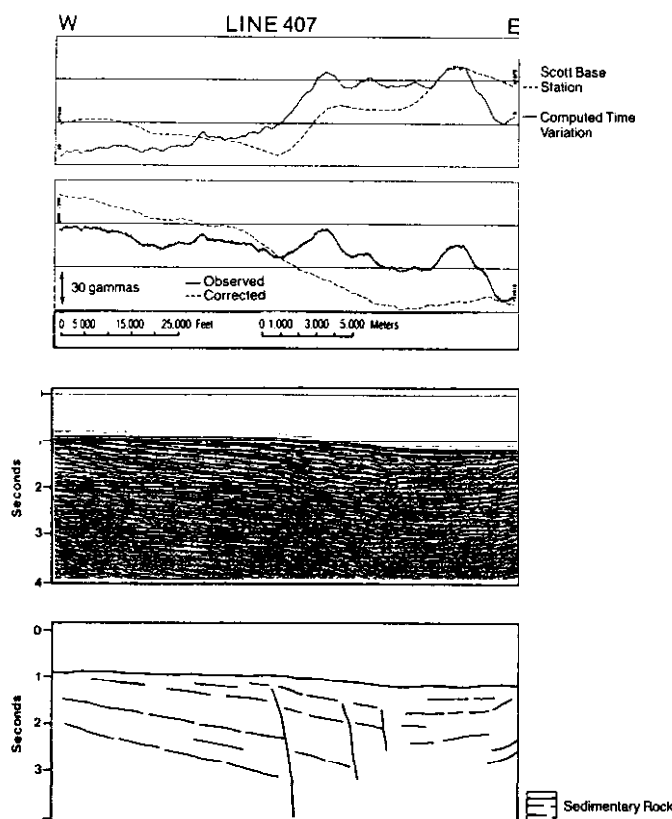 W LINE 407 E
Scott Base
Station
Computed Time
Variation
30 gammas
Observed
Corrected
0 5.000 15.000 25.000 Feet 0 1.000 3.000 5.000 Meters
Seconds
2
3
4
0
1
2
3
Seconds
Sedimentary Rock